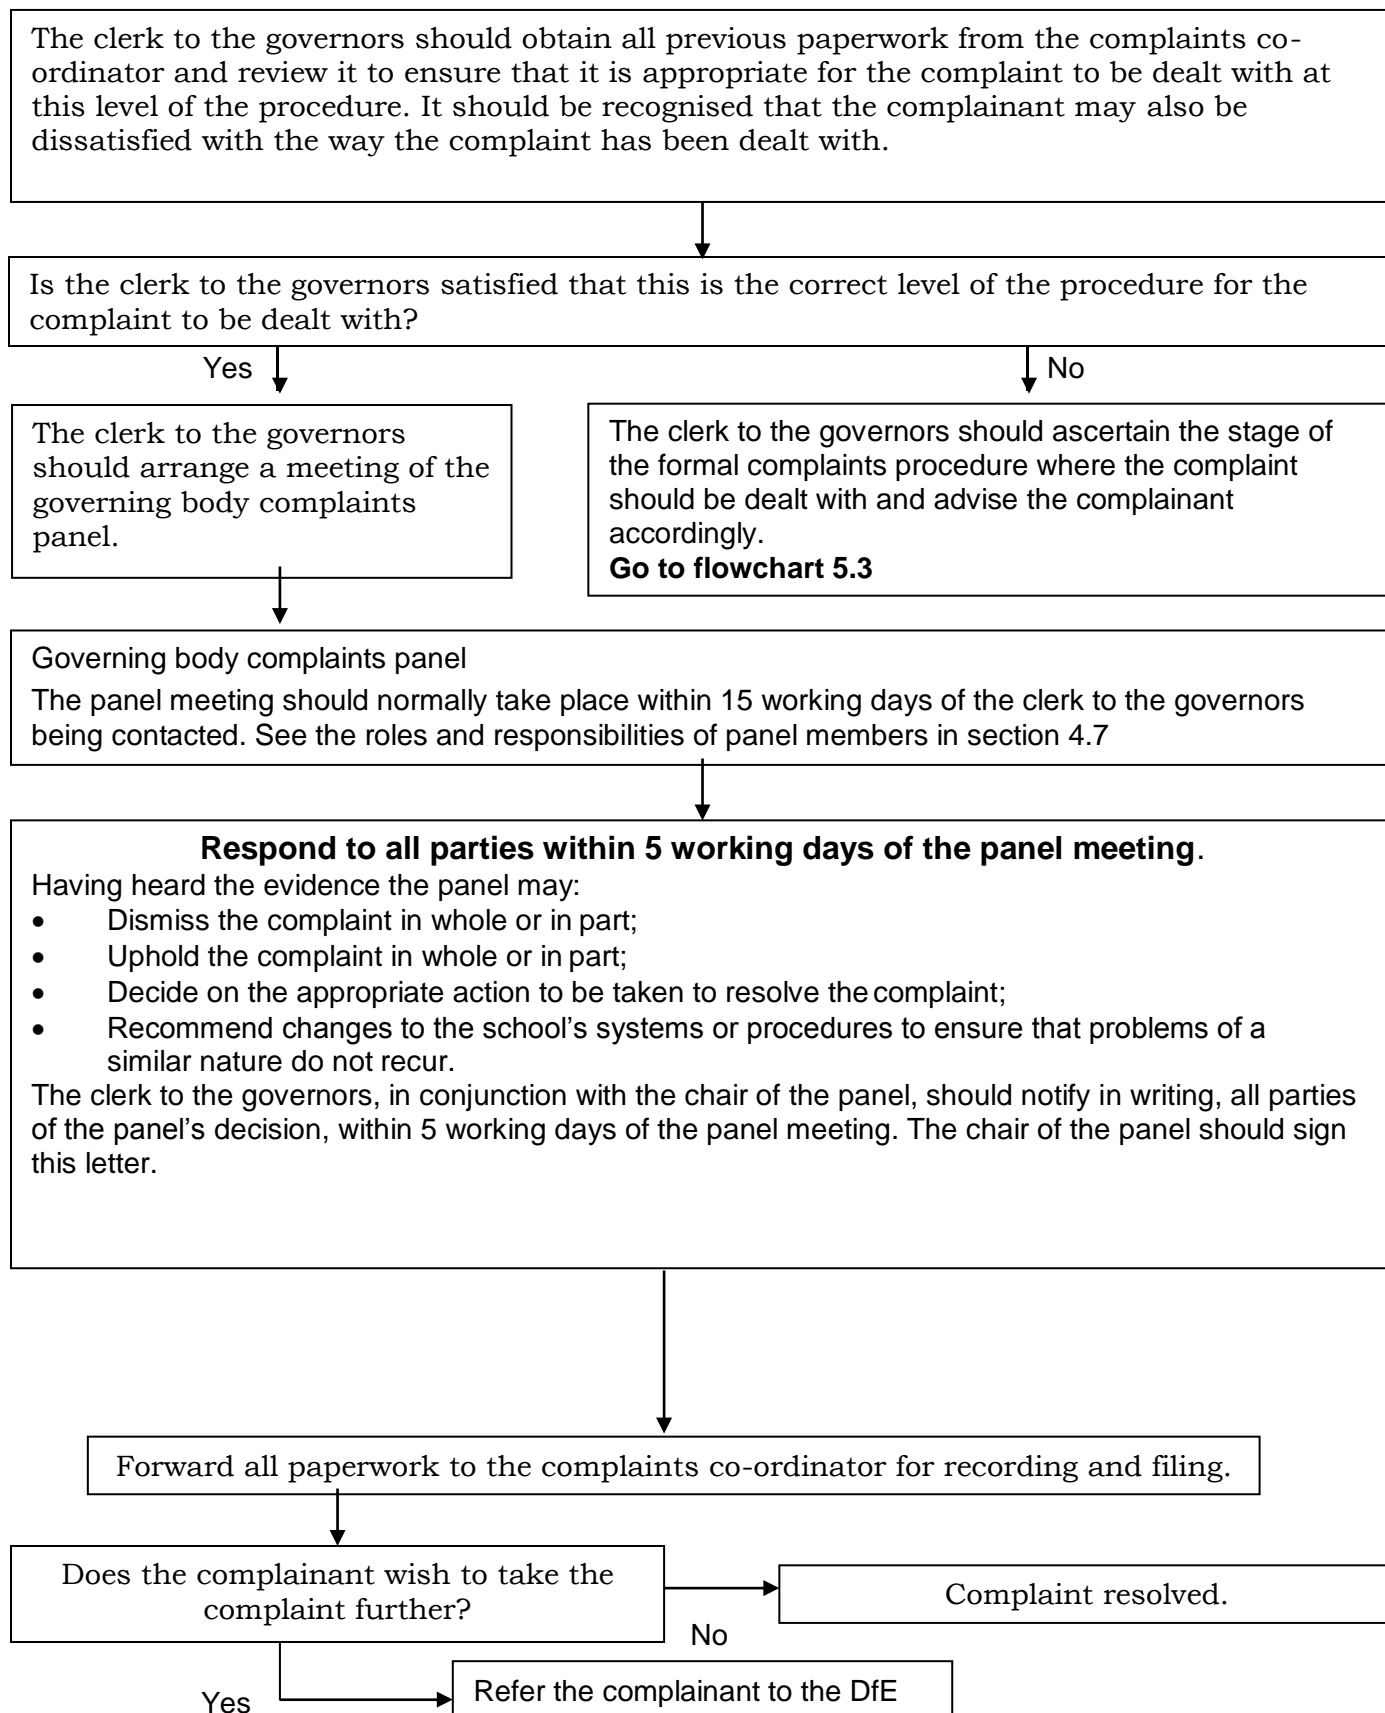 The clerk to the governors should obtain all previous paperwork from the complaints co-
ordinator and review it to ensure that it is appropriate for the complaint to be dealt with at
this level of the procedure. It should be recognised that the complainant may also be
dissatisfied with the way the complaint has been dealt with.
Is the clerk to the governors satisfied that this is the correct level of the procedure for the
complaint to be dealt with?
Yes
No
The clerk to the governors
should arrange a meeting of the
governing body complaints
panel.
The clerk to the governors should ascertain the stage of
the formal complaints procedure where the complaint
should be dealt with and advise the complainant
accordingly.
Go to flowchart 5.3
Governing body complaints panel
The panel meeting should normally take place within 15 working days of the clerk to the governors
being contacted. See the roles and responsibilities of panel members in section 4.7
Respond to all parties within 5 working days of the panel meeting.
Having heard the evidence the panel may:
• Dismiss the complaint in whole or in part;
• Uphold the complaint in whole or in part;
• Decide on the appropriate action to be taken to resolve the complaint;
• Recommend changes to the school's systems or procedures to ensure that problems of a
similar nature do not recur.
The clerk to the governors, in conjunction with the chair of the panel, should notify in writing, all parties
of the panel's decision, within 5 working days of the panel meeting. The chair of the panel should sign
this letter.
Forward all paperwork to the complaints co-ordinator for recording and filing.
Does the complainant wish to take the
complaint further?
Complaint resolved.
No
Yes
Refer the complainant to the DfE